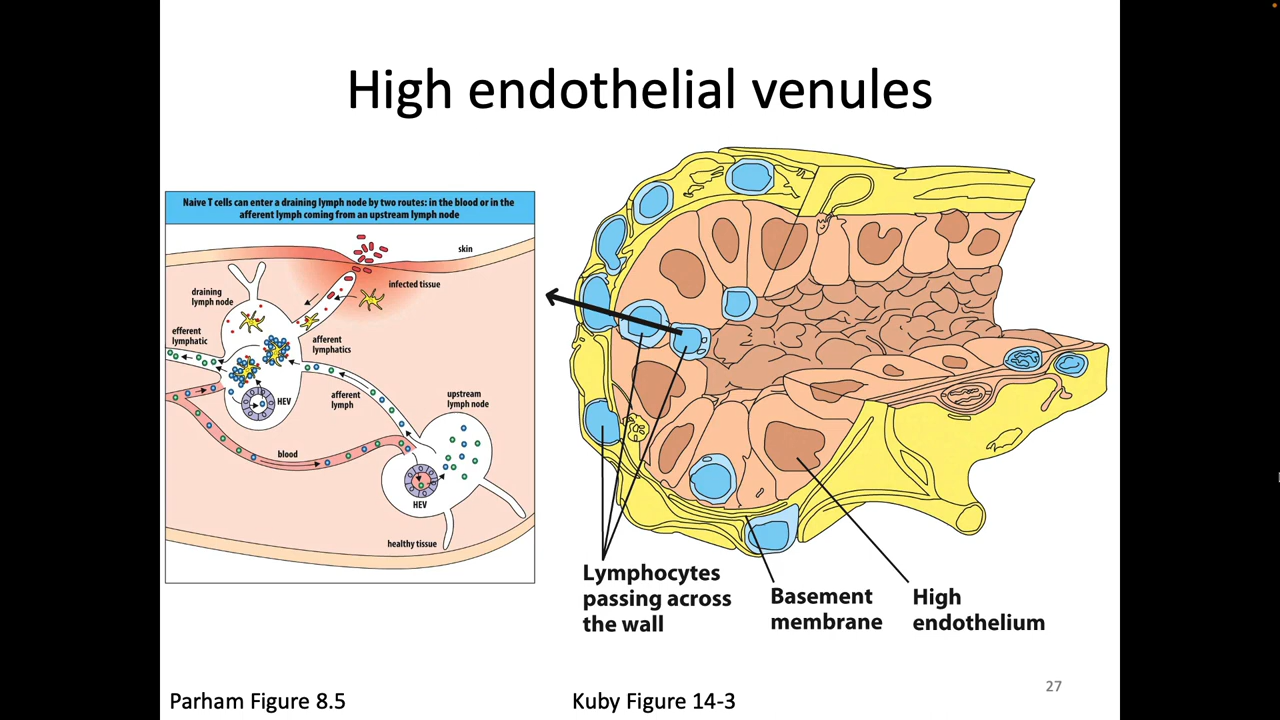 High endothelial venules
Naive T cells can enter a draining lymph node by two routes: in the blood or in the
afferent lymph coming from an upstream lymph node
skin
infected tissue
draining
lymph node
efferent
lymphatic
afferent
lymphatics
HEV
afferent
lymph
upstream
lymph node
blood
HEV
healthy tissue
Lymphocytes
passing across
the wall
Basement
membrane
High
endothelium
Parham Figure 8.5
Kuby Figure 14-3
27